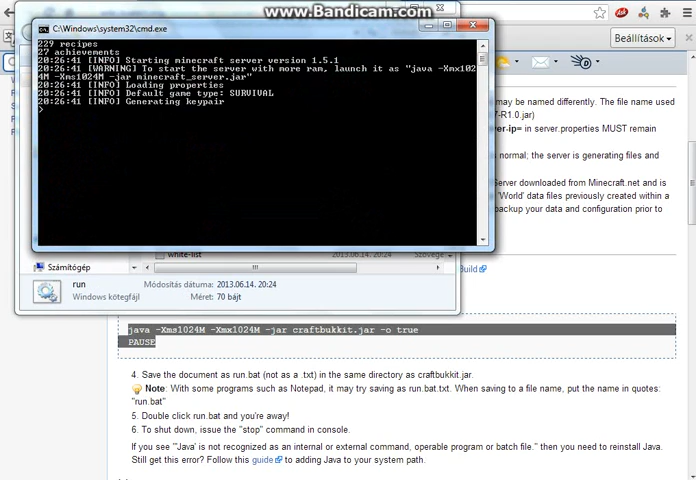 www.Bandicam.com
C:\Windows\system32\cmd.exe
229 recipes
27 achievements
20:26:41 [INFO] Starting minecraft server version 1.5.1
20:26:41 [WARNING] To start the server with more ram, launch it as "java -Xmx102
4M -Xms1024M -jar minecraft_server.jar"
20:26:41 [INFO] Loading properties
20:26:41 [INFO] Default game type: SURVIVAL
20:26:41 [INFO] Generating keypair
>
Beállítások
may be named differently. The file name used
-R1.0.jar)
ver-ip= in server.properties MUST remain
normal; the server is generating files and
Server downloaded from Minecraft.net and is
'World' data files previously created within a
backup your data and configuration prior to
white-list
2013.06.14. 20:24
Szövege
Számítógép
Build
run
Módosítás dátuma: 2013.06.14. 20:24
Windows kötegfájl
Méret: 70 bájt
java -Xms1024M -Xmx1024M -jar craftbukkit.jar -o true
PAUSE
4. Save the document as run.bat (not as a .txt) in the same directory as craftbukkit.jar.
Note: With some programs such as Notepad, it may try saving as run.bat.txt. When saving to a file name, put the name in quotes:
"run.bat"
5. Double click run.bat and you're away!
6. To shut down, issue the "stop" command in console.
If you see "'Java' is not recognized as an internal or external command, operable program or batch file." then you need to reinstall Java.
Still get this error? Follow this guide to adding Java to your system path.